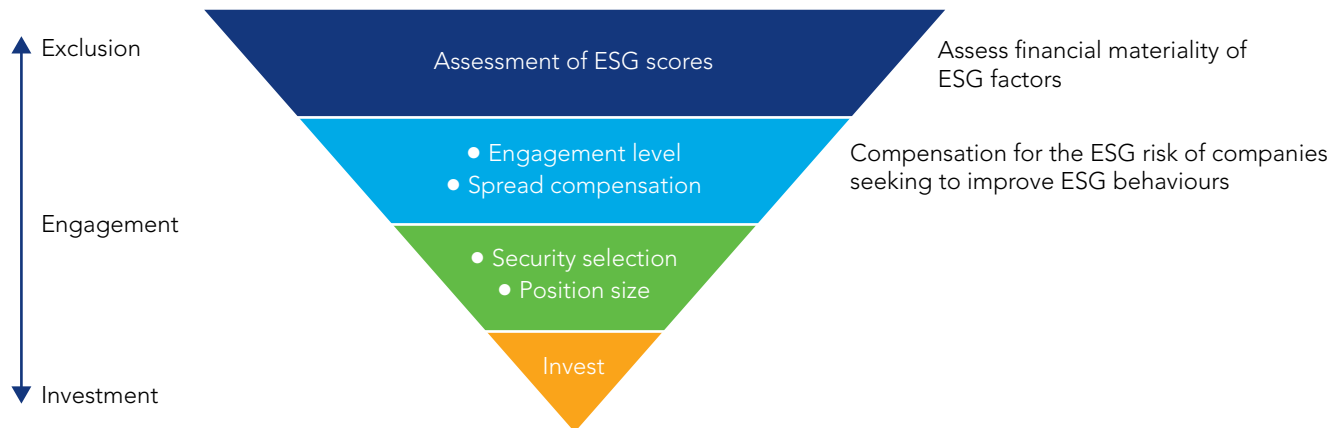 Exclusion
Assessment of ESG scores
Assess financial materiality of
ESG factors
● Engagement level
● Spread compensation
Compensation for the ESG risk of companies
seeking to improve ESG behaviours
Engagement
● Security selection
● Position size
Invest
Investment